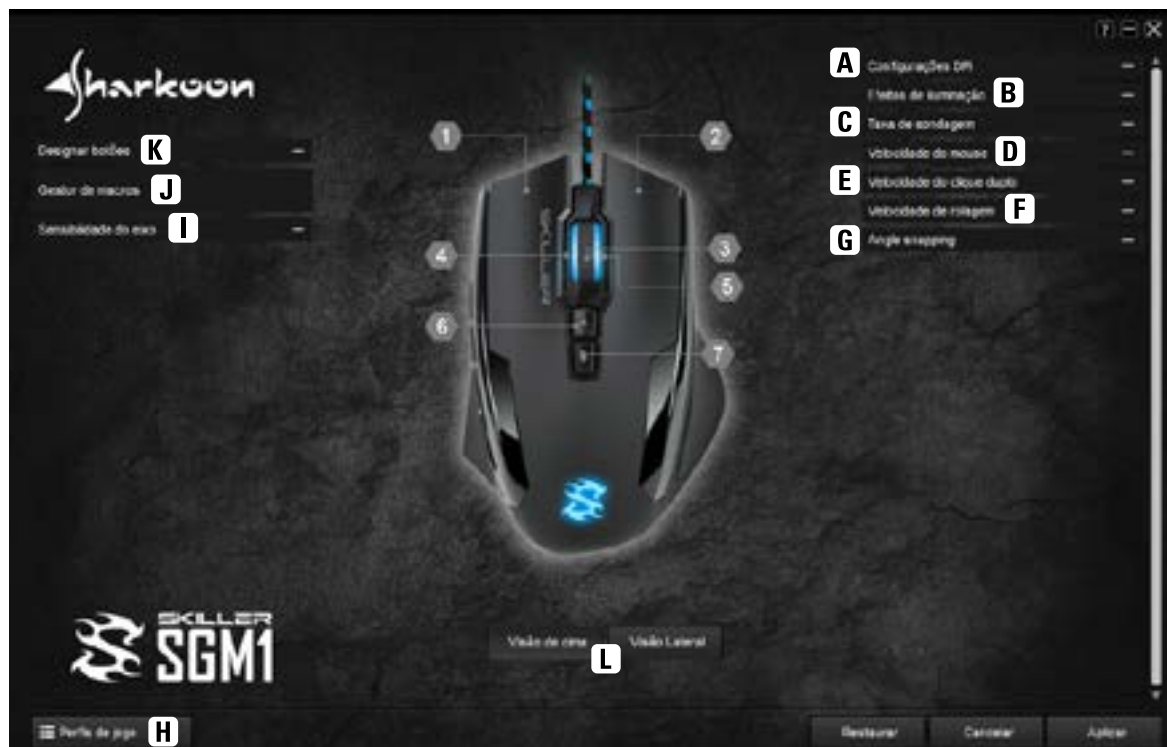 ? – X
Sharkoon
A Configurações DPI
Efeitos de iluminação B
C Taxa de sondagem
Velocidade do mouse D
E Velocidade do clique duplo
Velocidade de rolagem F
G Angle snapping
Designar botões K
Gestor de macros J
Sensibilidade do eixo I
1
2
3
4
5
6
7
SKILLER
SKILLER
SGM1
Visão de cima L Visão Lateral
Perfis de jogo H
Restaurar Cancelar Aplicar